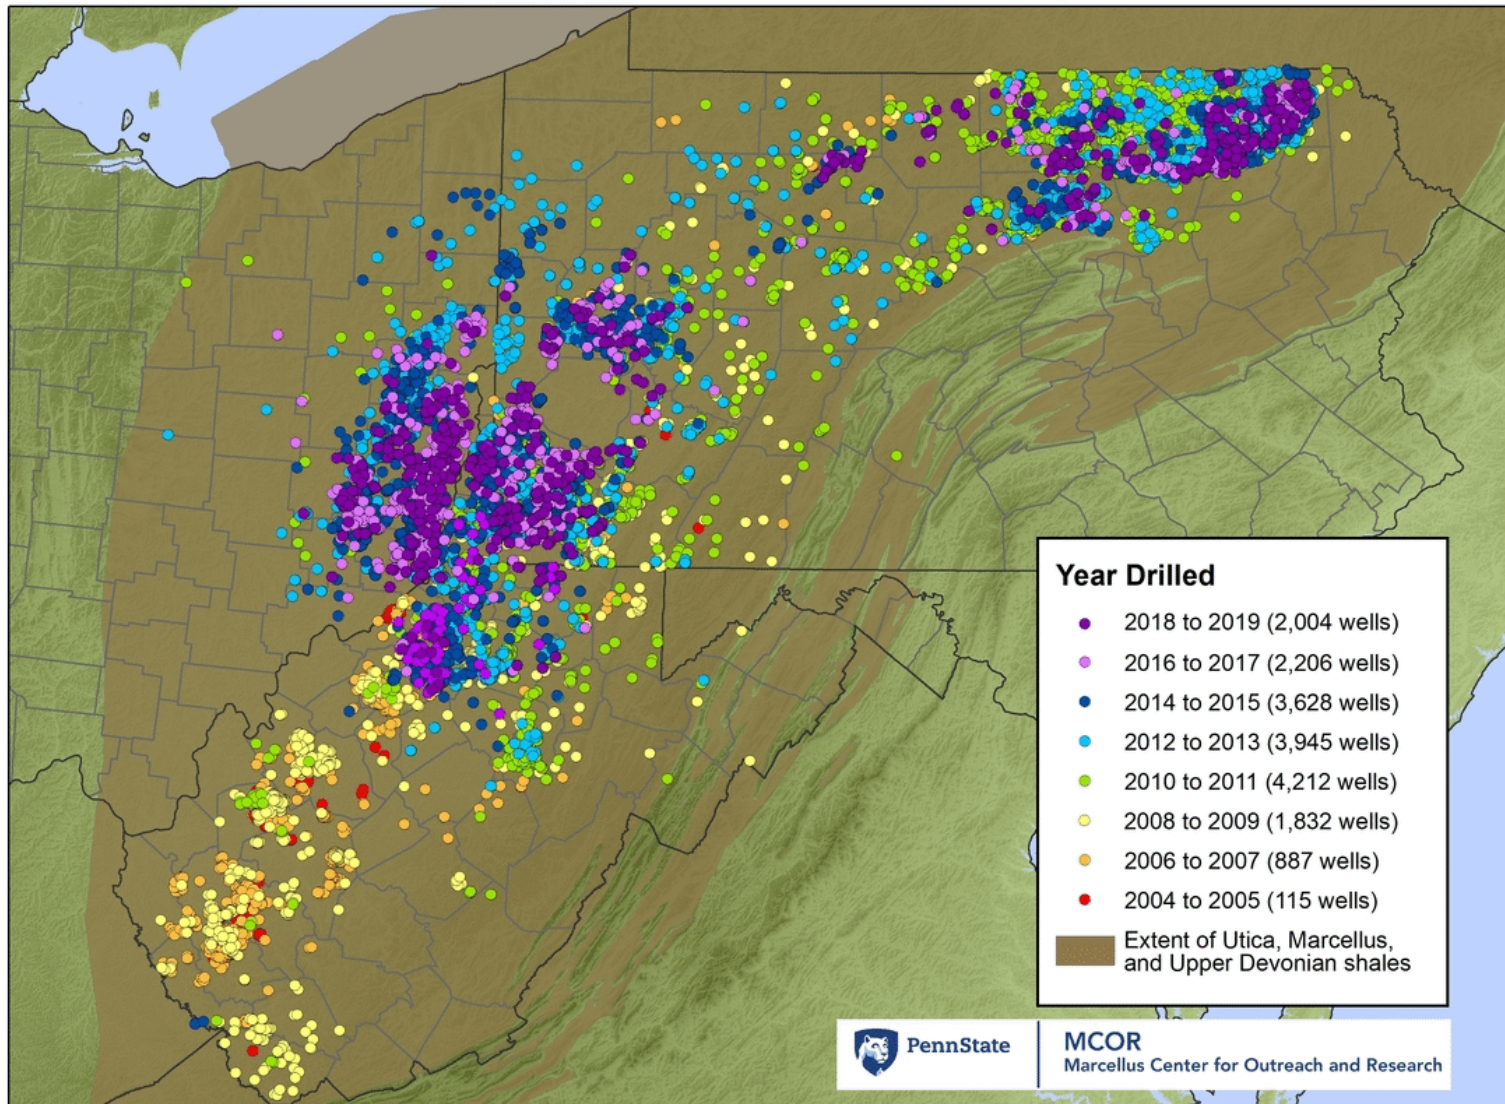 Year Drilled
2018 to 2019 (2,004 wells)
2016 to 2017 (2,206 wells)
2014 to 2015 (3,628 wells)
2012 to 2013 (3,945 wells)
2010 to 2011 (4,212 wells)
2008 to 2009 (1,832 wells)
2006 to 2007 (887 wells)
2004 to 2005 (115 wells)
Extent of Utica, Marcellus,
and Upper Devonian shales
PennState
MCOR
Marcellus Center for Outreach and Research